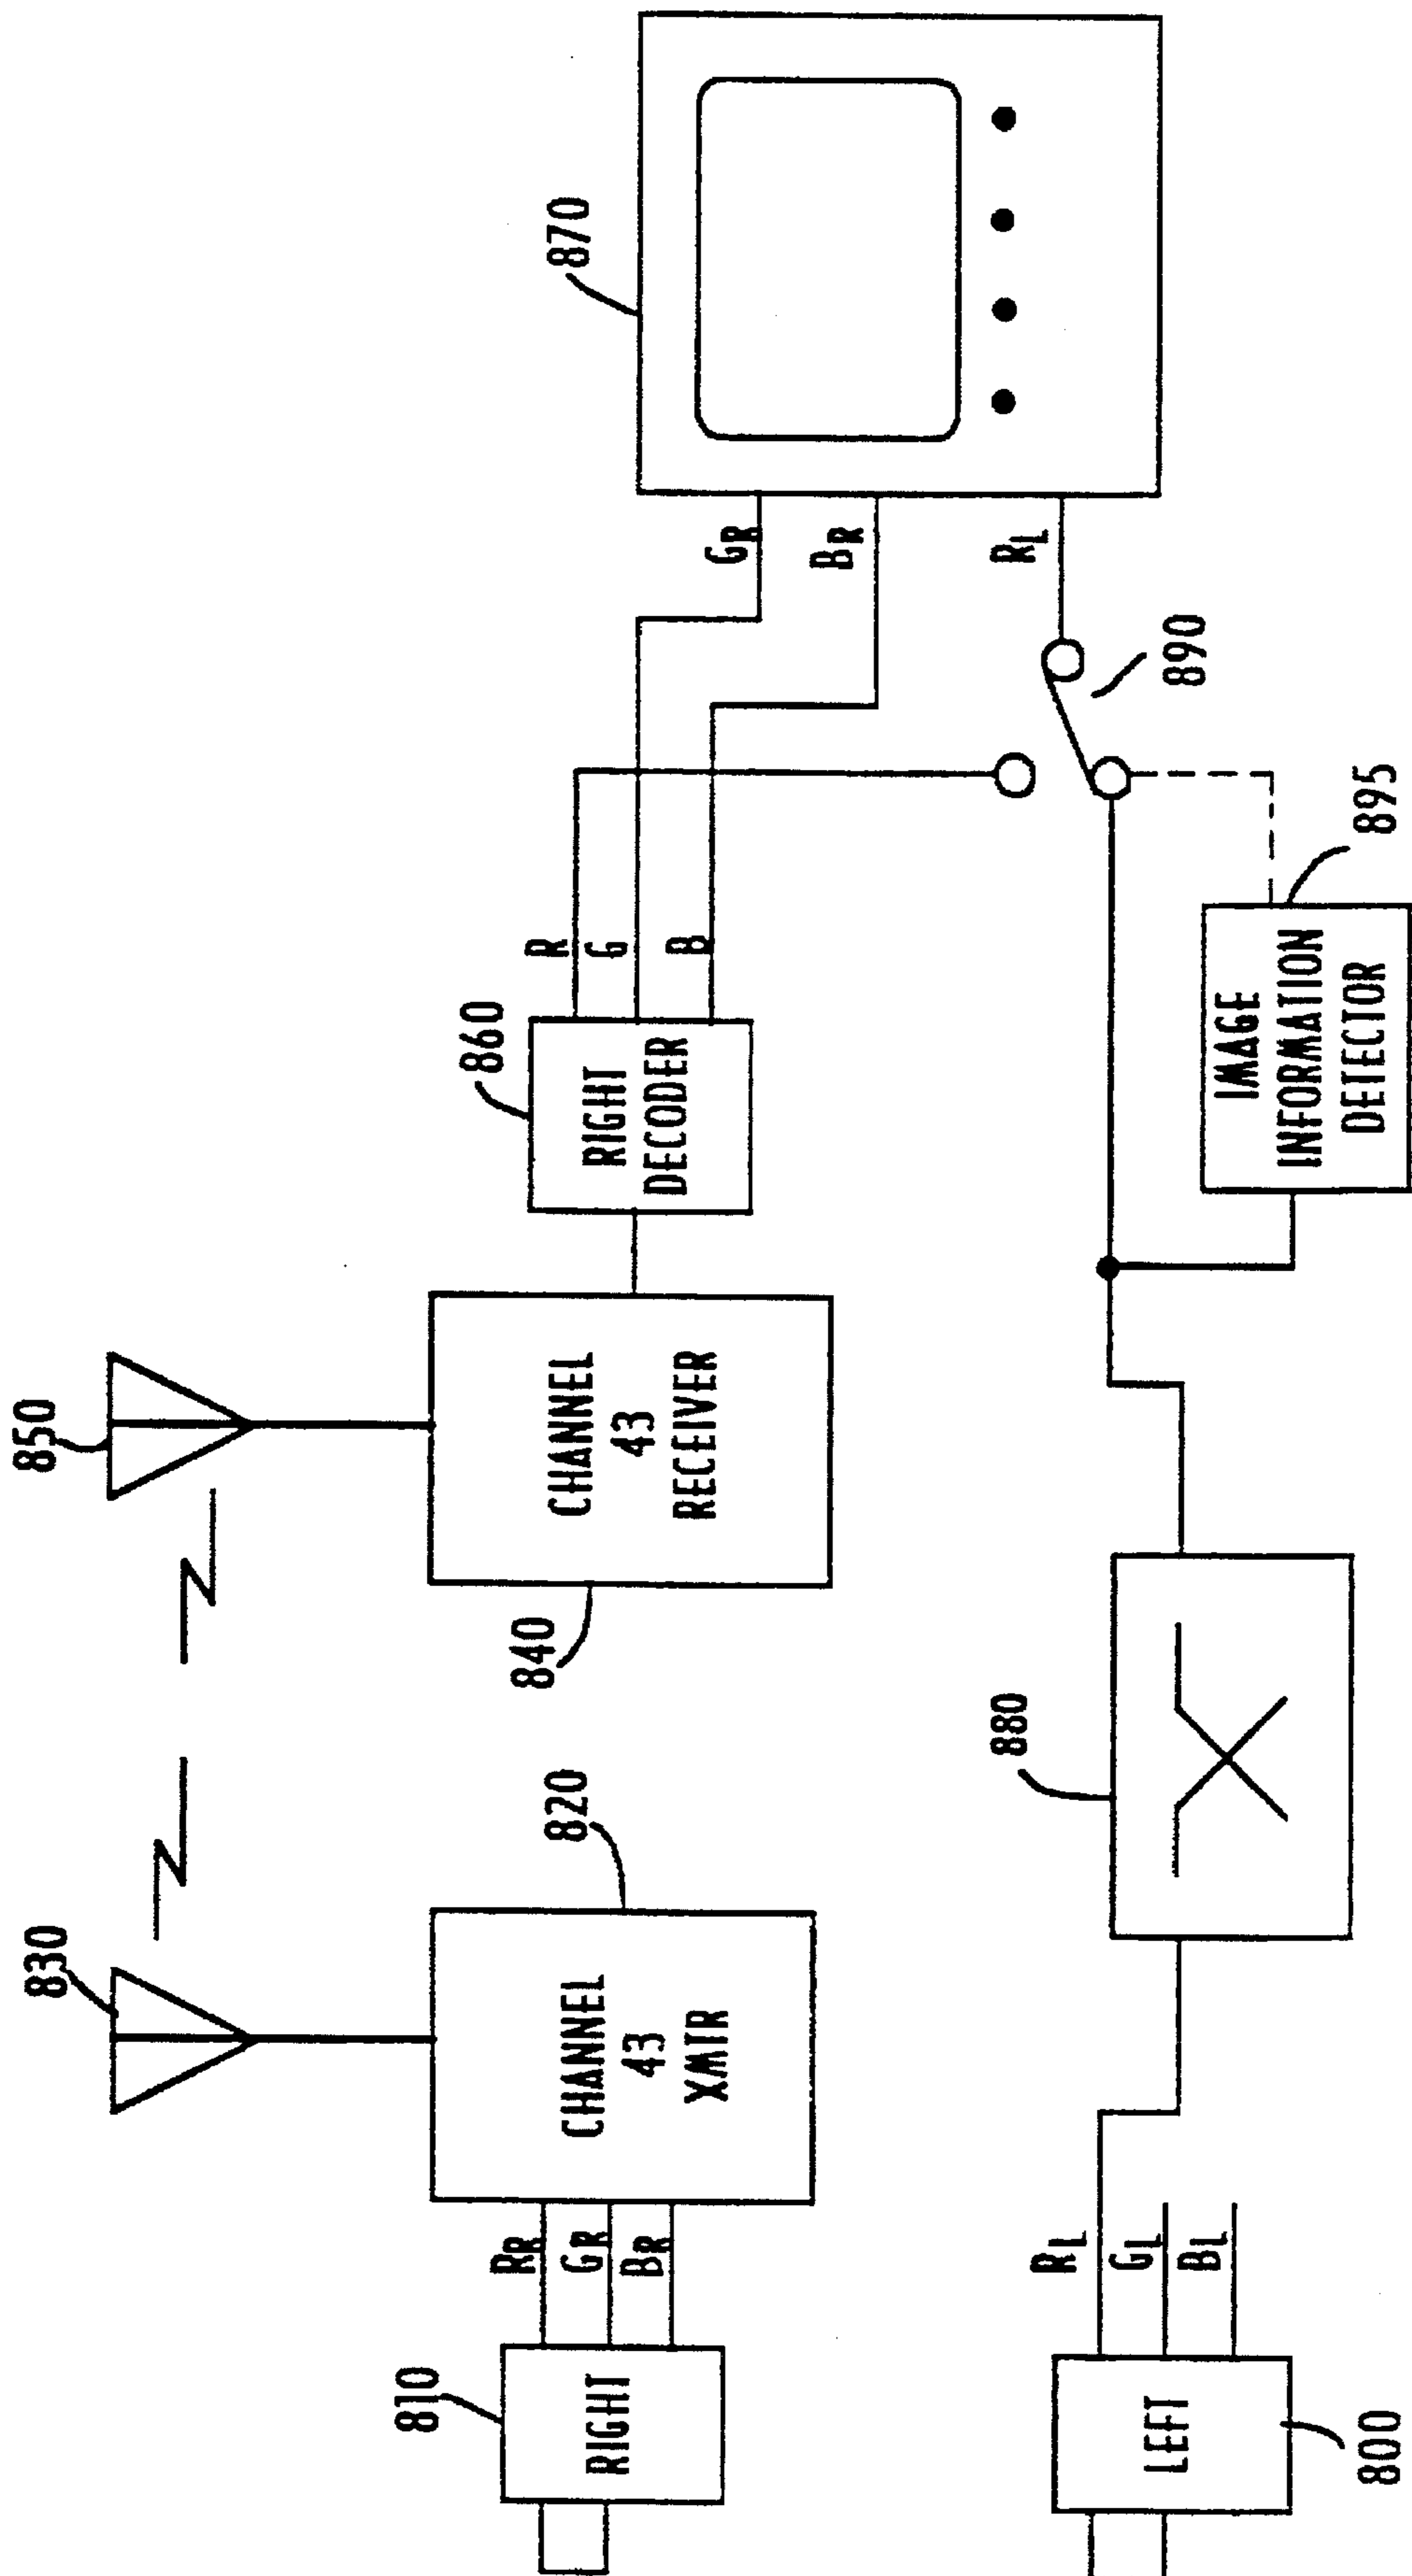 830
850
870
820
840
860
810
CHANNEL
43
XMTR
CHANNEL
43
RECEIVER
RIGHT
DECODER
RIGHT
RR
GR
BR
R
G
B
GR
BR
RL
890
880
895
LEFT
RL
GL
BL
800
IMAGE
INFORMATION
DETECTOR